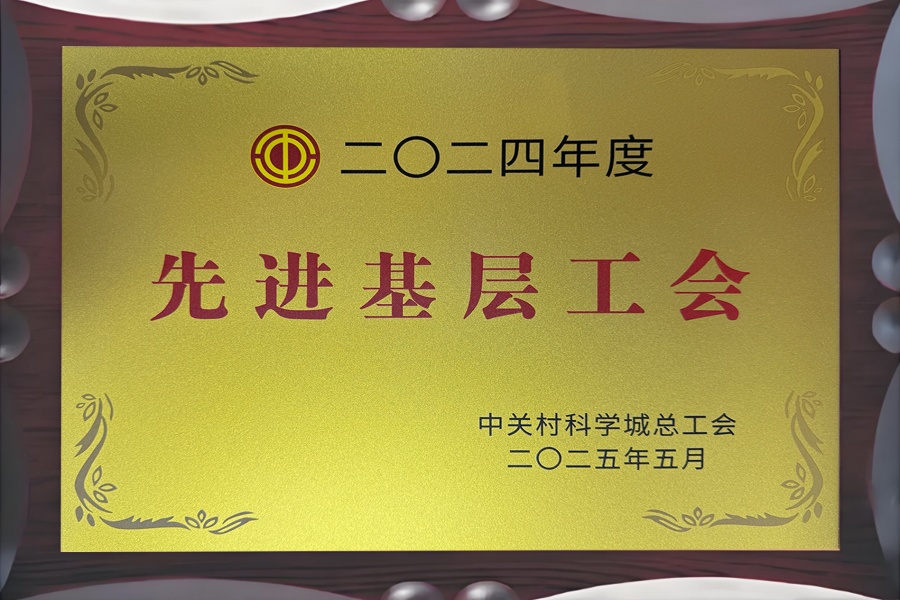 二〇二四年度
先进基层工会
中关村科学城总工会
二〇二五年五月